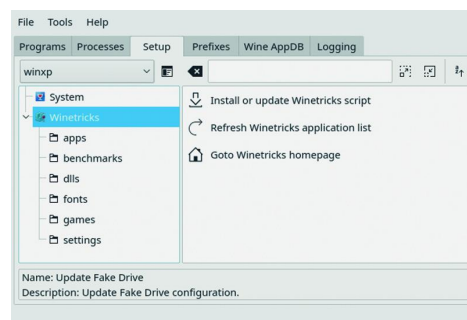 File Tools Help
Programs Processes Setup Prefixes Wine AppDB Logging
winxp
System
Winetricks
apps
benchmarks
dlls
fonts
games
settings
Install or update Winetricks script
Refresh Winetricks application list
Goto Winetricks homepage
Name: Update Fake Drive
Description: Update Fake Drive configuration.